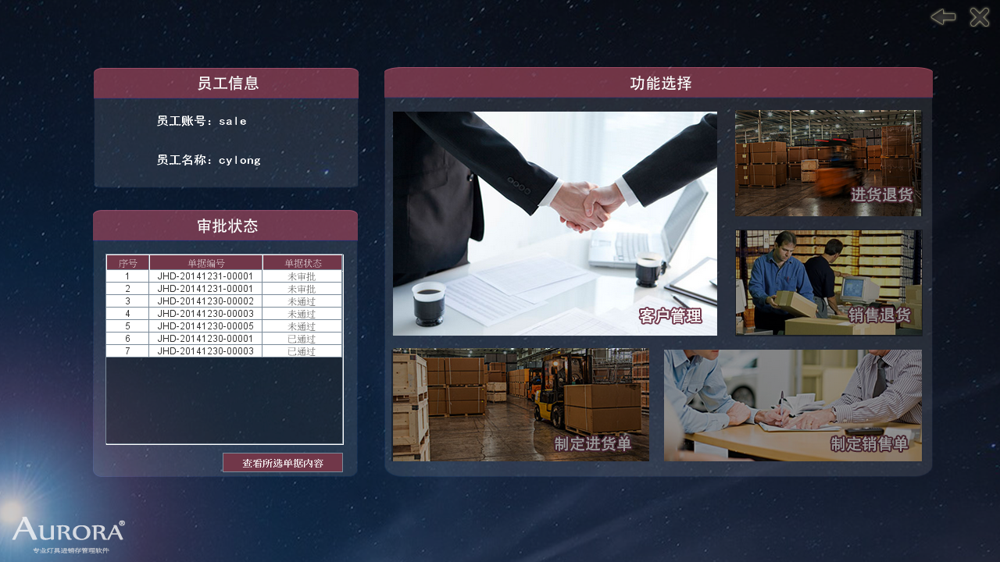 员工信息
员工账号：sale
员工名称：cylong
审批状态
序号 单据编号 单据状态
1 JHD-20141231-00001 未审批
2 JHD-20141231-00001 未审批
3 JHD-20141230-00002 未通过
4 JHD-20141230-00003 未通过
5 JHD-20141230-00005 未通过
6 JHD-20141230-00001 已通过
7 JHD-20141230-00003 已通过
查看所选单据内容
功能选择
进货退货
客户管理
销售退货
制定进货单
制定销售单
AURORA®
专业灯具进销存管理软件